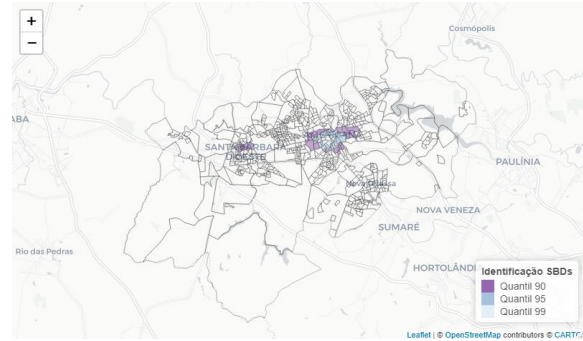 +
−
Cosmópolis
ABA
SANTA BÁRBARA
D'OESTE
PAULÍNIA
Nova Odessa
NOVA VENEZA
SUMARÉ
Rio das Pedras
HORTOLÂNDI
Identificação SBDs
Quantil 90
Quantil 95
Quantil 99
Leaflet | © OpenStreetMap contributors © CARTO